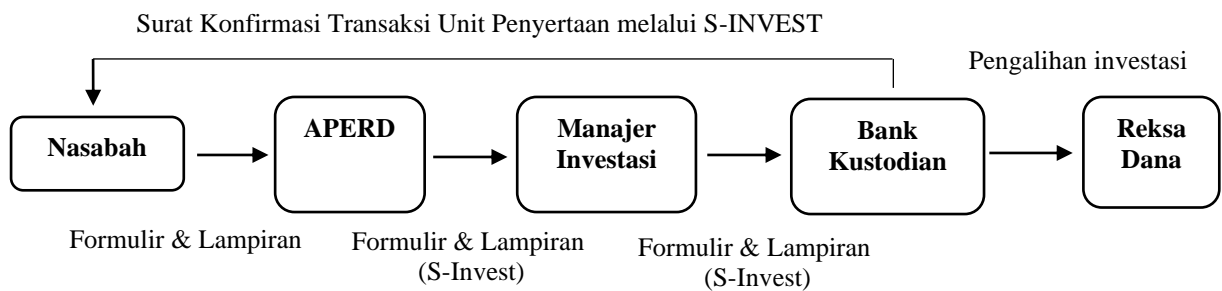 Surat Konfirmasi Transaksi Unit Penyertaan melalui S-INVEST
Pengalihan investasi
Nasabah
APERD
Manajer
Investasi
Bank
Kustodian
Reksa
Dana
Formulir & Lampiran
Formulir & Lampiran
(S-Invest)
Formulir & Lampiran
(S-Invest)